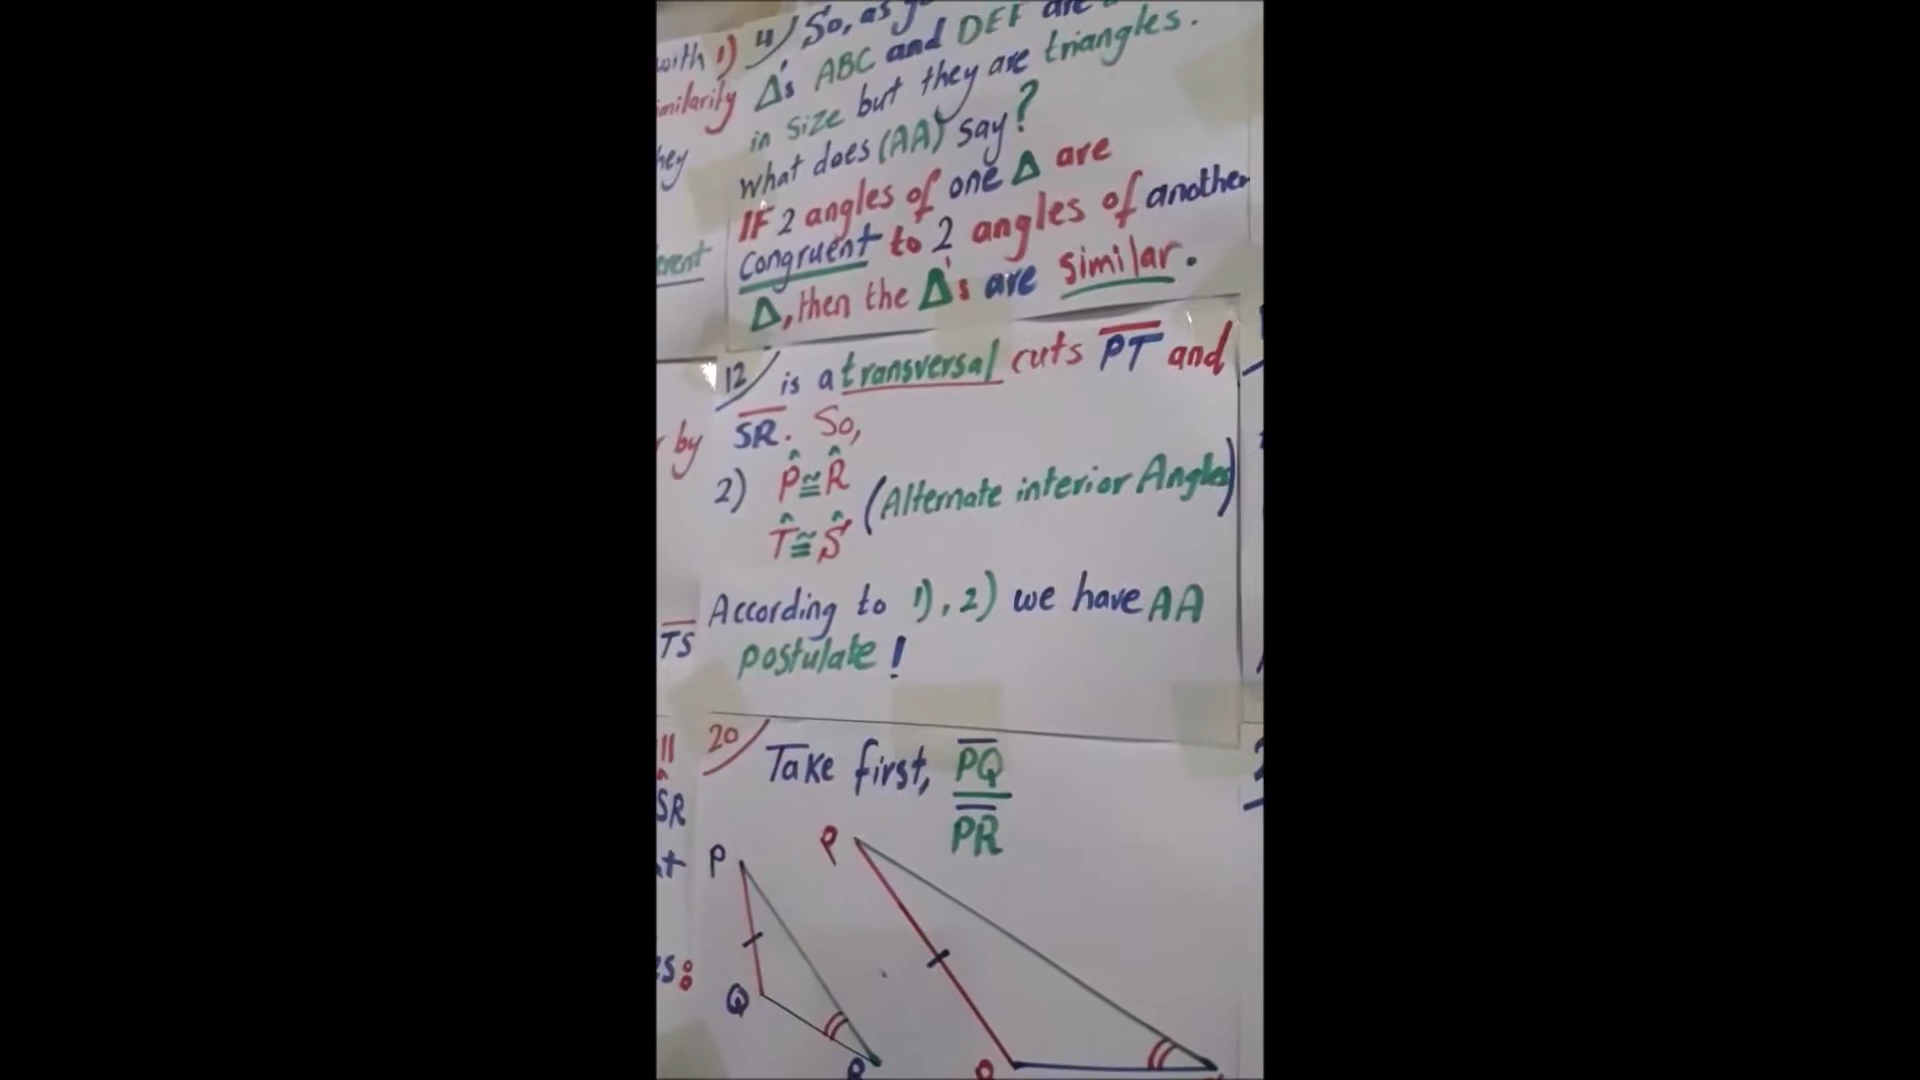 with 1)
similarity
hey
erent
4) So, as
Δ's ABC and DEF are
in size but they are triangles.
What does (AA) say?
IF 2 angles of one Δ are
congruent to 2 angles of another
Δ, then the Δ's are similar.
by
TS
12 is a transversal cuts PT and
SR. So,
2) P̂≅R̂ (Alternate interior Angles)
T̂≅Ŝ
According to 1), 2) we have AA
postulate!
11
SR
es:
20 Take first, PQ
PR
P P
Q
R Q